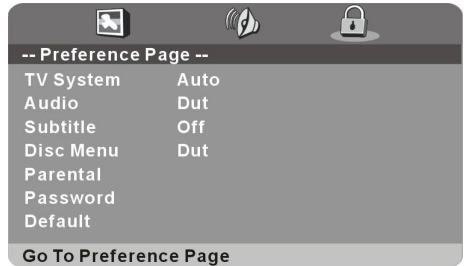 -- Preference Page --
TV System Auto
Audio Dut
Subtitle Off
Disc Menu Dut
Parental
Password
Default
Go To Preference Page